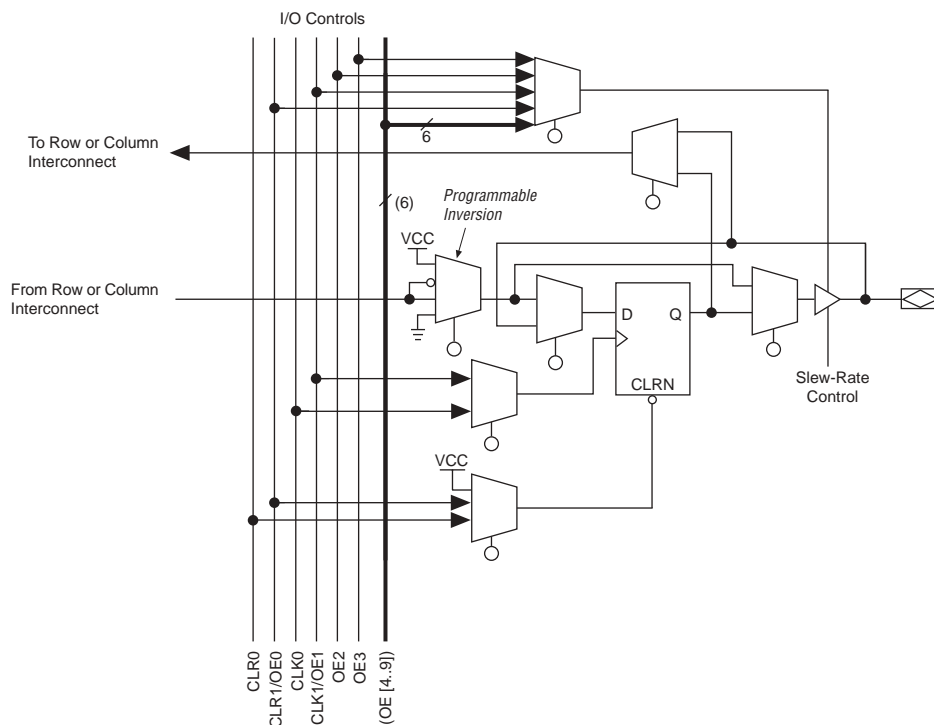 I/O Controls
6
To Row or Column
Interconnect
(6)
Programmable
Inversion
VCC
From Row or Column
Interconnect
D
Q
CLRN
Slew-Rate
Control
VCC
CLR0
CLR1/OE0
CLK0
CLK1/OE1
OE2
OE3
(OE [4..9])